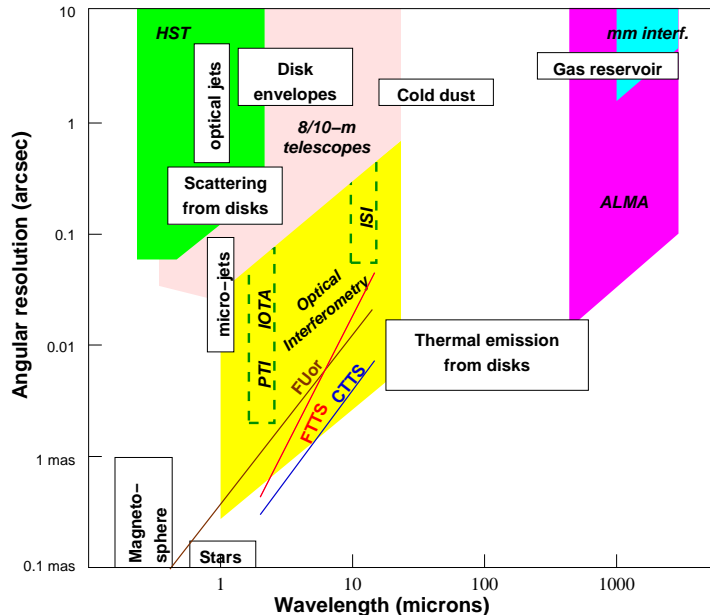 10
HST
mm interf.
optical jets
Disk
envelopes
Gas reservoir
Cold dust
1
8/10−m
telescopes
Scattering
from disks
ISI
ALMA
Angular resolution (arcsec)
0.1
micro−jets
IOTA
PTI
Optical
Interferometry
Thermal emission
from disks
0.01
FUor
FTTS
CTTS
1 mas
Magneto−
sphere
Stars
0.1 mas
1
10
100
1000
Wavelength (microns)